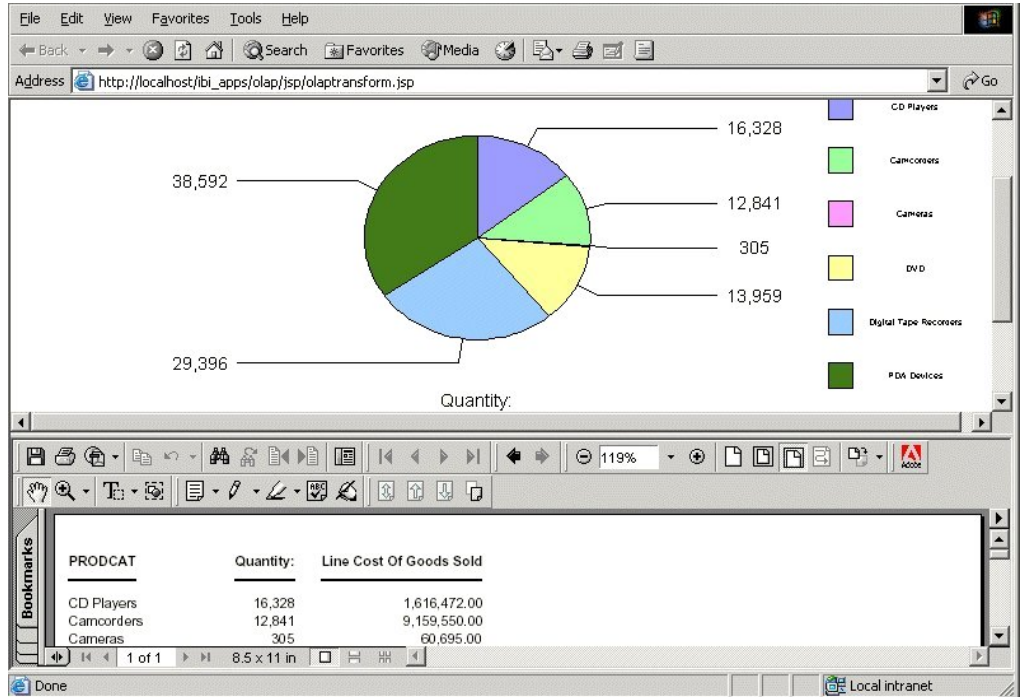 File Edit View Favorites Tools Help
Back Search Favorites Media
Address http://localhost/ibi_apps/olap/jsp/olaptransform.jsp Go
CD Players
16,328
Camcorders
38,592
12,841
Cameras
305
DVD
13,959
Digital Tape Recorders
29,396
PDA Devices
Quantity:
119%
Adobe
T T ABC
Bookmarks
PRODCAT Quantity: Line Cost Of Goods Sold
CD Players 16,328 1,616,472.00
Camcorders 12,841 9,159,550.00
Cameras 305 60,695.00
1 of 1 8.5 x 11 in
Done Local intranet